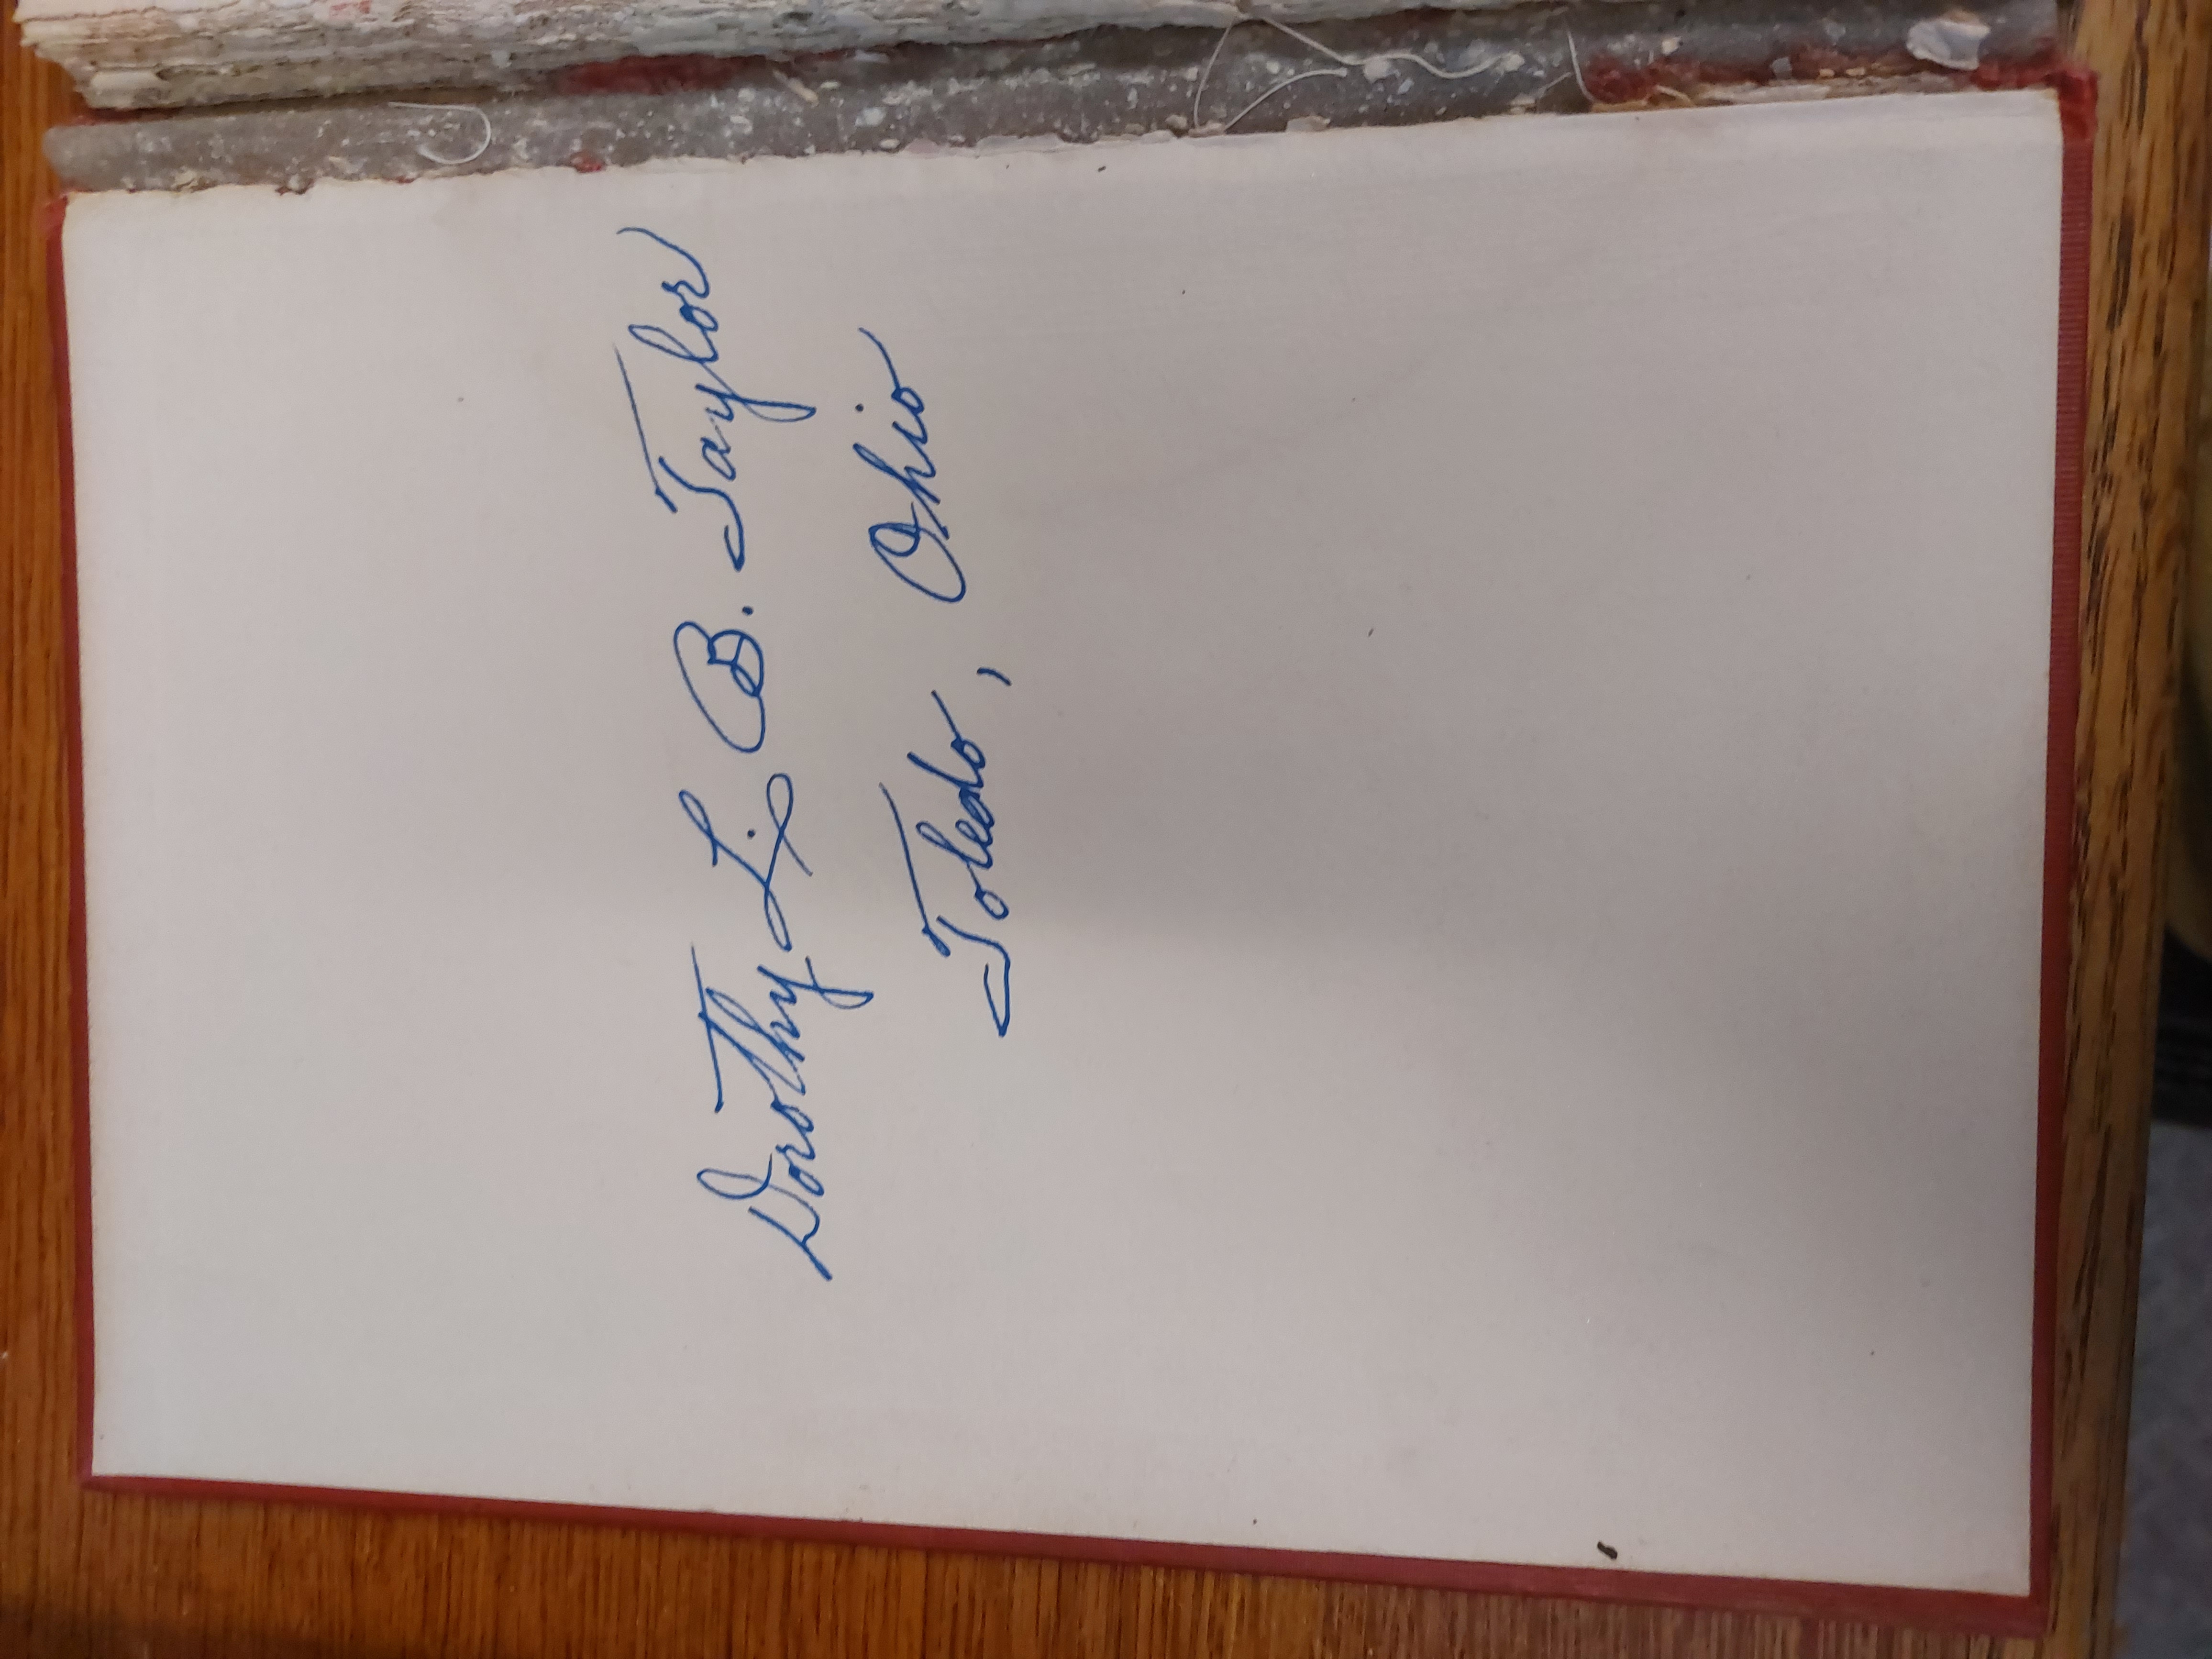 Dorothy L. B. Taylor
Toledo, Ohio